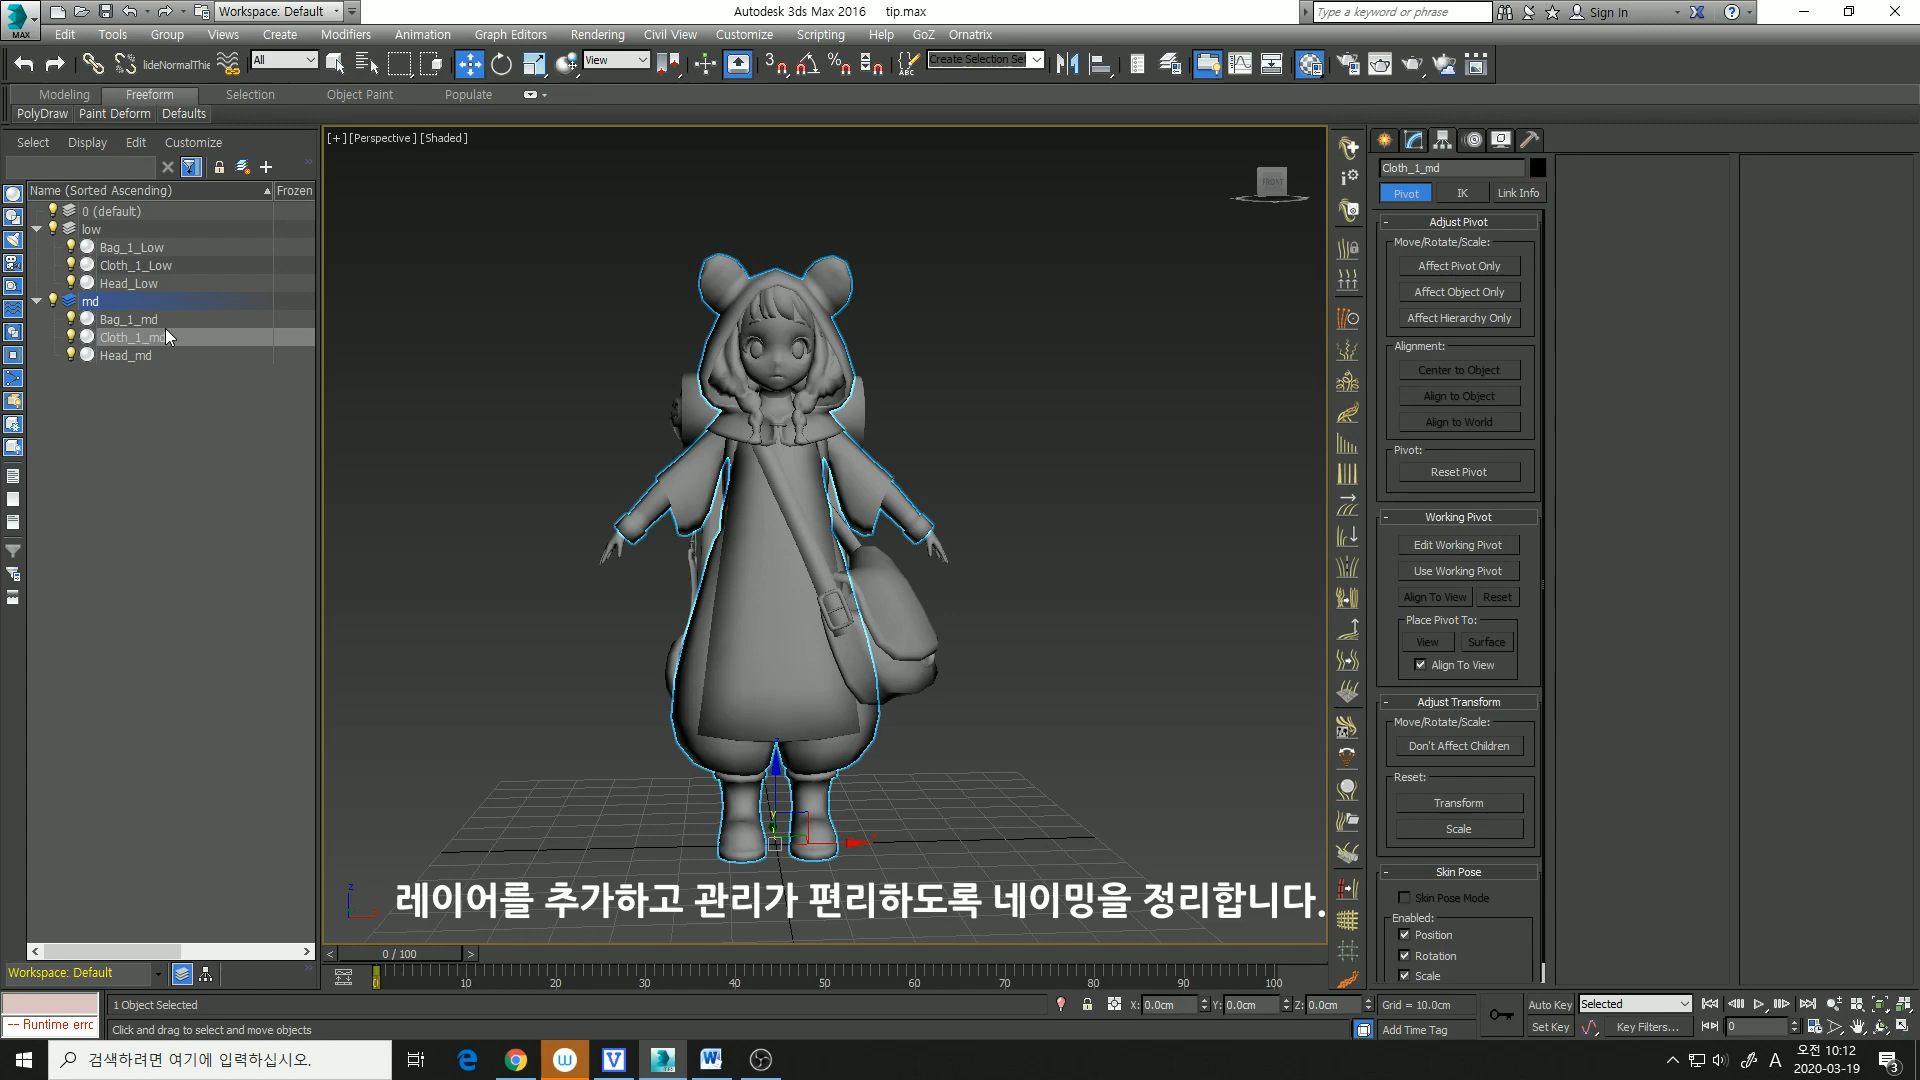 MAX
Workspace: Default
Autodesk 3ds Max 2016 tip.max
Type a keyword or phrase
Sign In
Edit Tools Group Views Create Modifiers Animation Graph Editors Rendering Civil View Customize Scripting Help GoZ Ornatrix
lideNormalThie
All
View
Create Selection Se
Modeling Freeform Selection Object Paint Populate
PolyDraw Paint Deform Defaults
Select Display Edit Customize
Name (Sorted Ascending) Frozen
0 (default)
low
Bag_1_Low
Cloth_1_Low
Head_Low
md
Bag_1_md
Cloth_1_md
Head_md
[+] [Perspective] [Shaded]
FRONT
Cloth_1_md
Pivot IK Link Info
Adjust Pivot
Move/Rotate/Scale:
Affect Pivot Only
Affect Object Only
Affect Hierarchy Only
Alignment:
Center to Object
Align to Object
Align to World
Pivot:
Reset Pivot
Working Pivot
Edit Working Pivot
Use Working Pivot
Align To View Reset
Place Pivot To:
View Surface
Align To View
Adjust Transform
Move/Rotate/Scale:
Don't Affect Children
Reset:
Transform
Scale
Skin Pose
Skin Pose Mode
Enabled:
Position
Rotation
Scale
레이어를 추가하고 관리가 편리하도록 네이밍을 정리합니다.
0 / 100
Workspace: Default
10 20 30 40 50 60 70 80 90 100
1 Object Selected
X: 0.0cm Y: 0.0cm Z: 0.0cm Grid = 10.0cm
Auto Key Selected
-- Runtime errc
Click and drag to select and move objects
Add Time Tag
Set Key Key Filters... 0
검색하려면 여기에 입력하십시오.
A
오전 10:12
2020-03-19
3